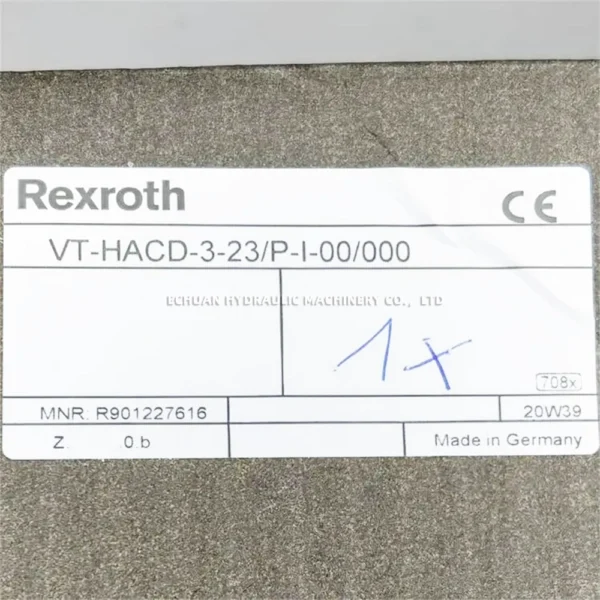 Rexroth
CE
VT-HACD-3-23/P-I-00/000
ECHUAN HYDRAULIC MACHINERY CO., LTD
1x
708x
MNR. R901227616
20W39
Z. 0.b
Made in Germany